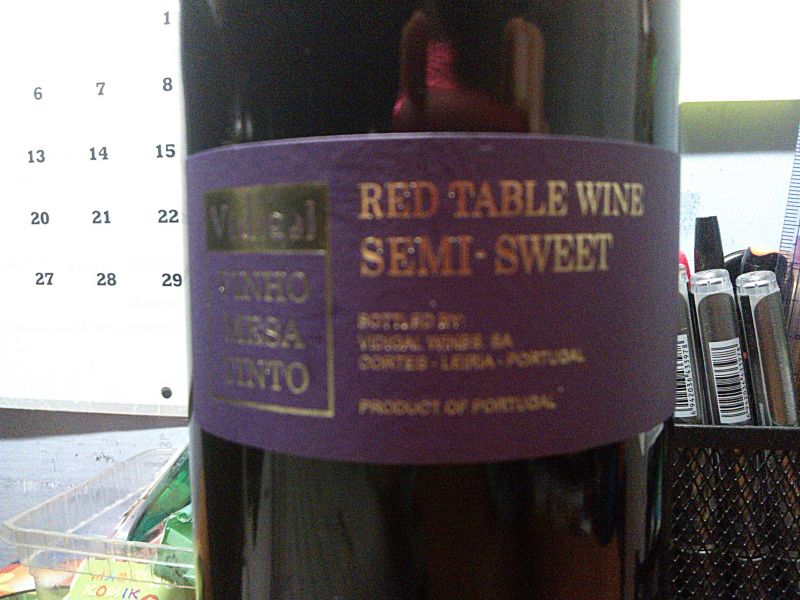 1
6 7 8
13 14 15
20 21 22
27 28 29
Vidigal
VINHO
MESA
TINTO
RED TABLE WINE
SEMI-SWEET
BOTTLED BY:
VIDIGAL WINES, SA
CORTES - LEIRIA - PORTUGAL
PRODUCT OF PORTUGAL